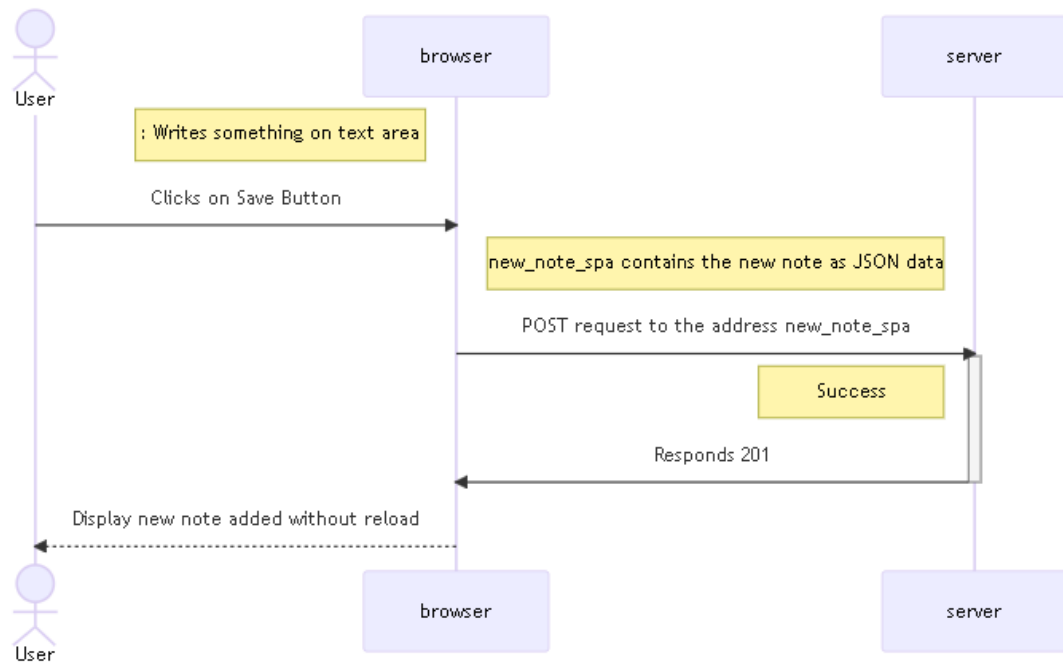 User
browser
server
: Writes something on text area
Clicks on Save Button
new_note_spa contains the new note as JSON data
POST request to the address new_note_spa
Success
Responds 201
Display new note added without reload
User
browser
server